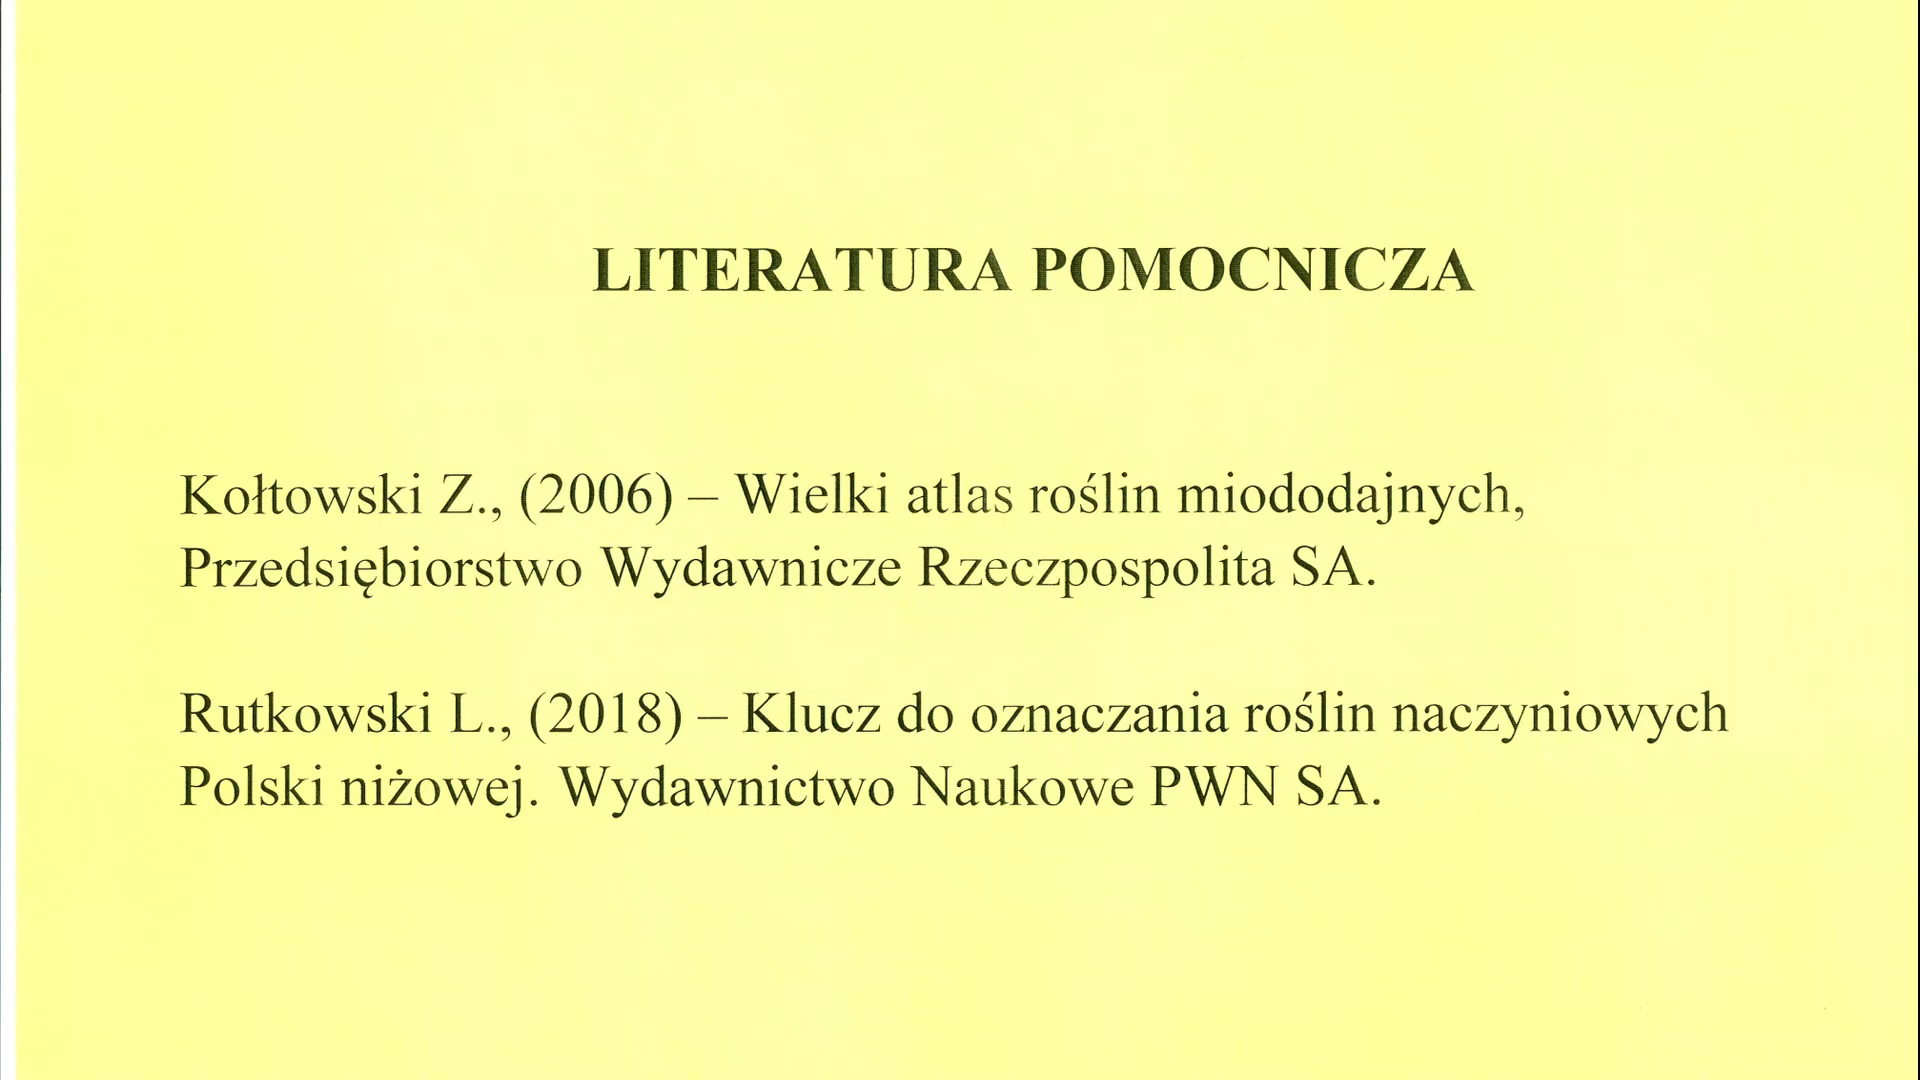 LITERATURA POMOCNICZA
Kołtowski Z., (2006) – Wielki atlas roślin miododajnych,
Przedsiębiorstwo Wydawnicze Rzeczpospolita SA.
Rutkowski L., (2018) – Klucz do oznaczania roślin naczyniowych
Polski niżowej. Wydawnictwo Naukowe PWN SA.